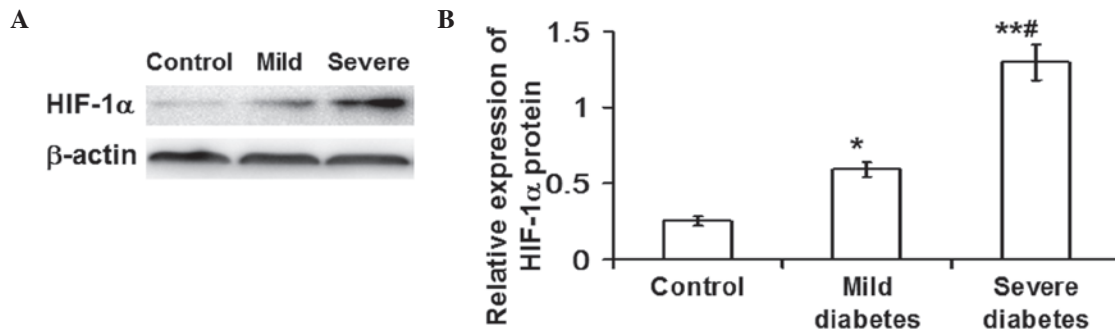 A
Control Mild Severe
HIF-1α
β-actin
B
Relative expression of
HIF-1α protein
1.5
1
0.5
0
*
**#
Control
Mild
diabetes
Severe
diabetes